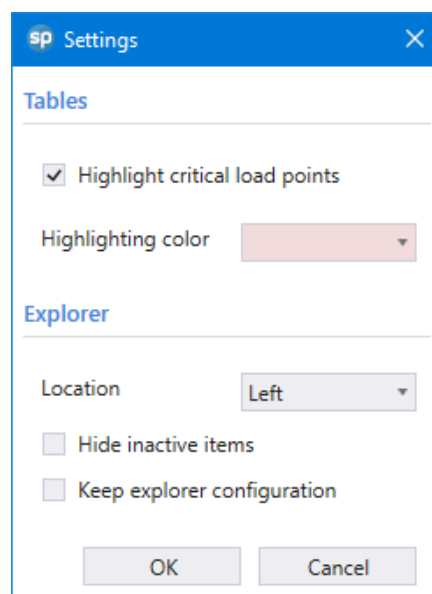 sp Settings
Tables
Highlight critical load points
Highlighting color
Explorer
Location Left
Hide inactive items
Keep explorer configuration
OK Cancel